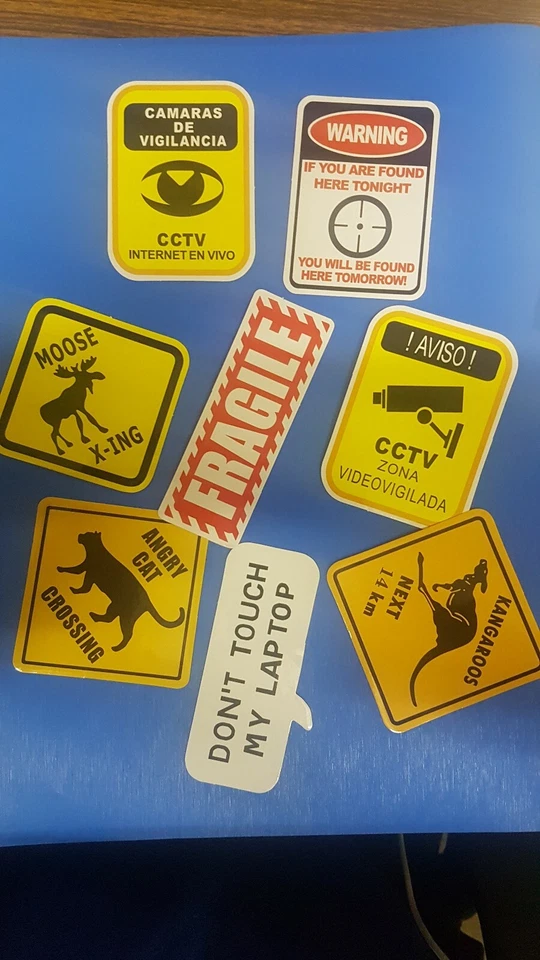 CAMARAS
DE
VIGILANCIA
CCTV
INTERNET EN VIVO
WARNING
IF YOU ARE FOUND
HERE TONIGHT
YOU WILL BE FOUND
HERE TOMORROW!
MOOSE
X-ING
FRAGILE
! AVISO !
CCTV
ZONA
VIDEOVIGILADA
ANGRY
CAT
CROSSING
DON'T TOUCH
MY LAPTOP
KANGAROOS
NEXT
14 km